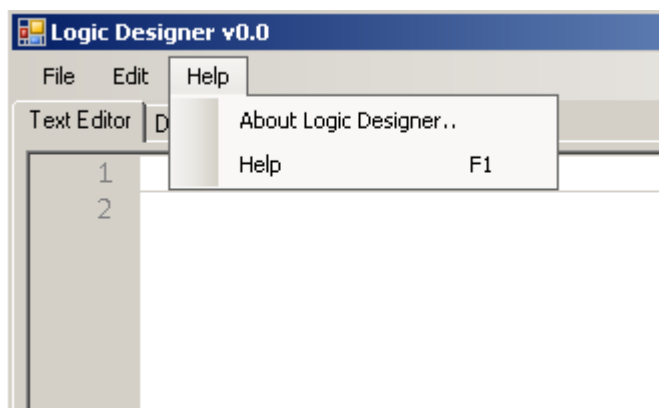 Logic Designer v0.0
File Edit Help
Text Editor D
About Logic Designer..
Help F1
1
2